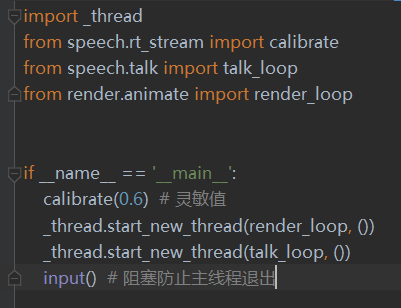 import _thread
from speech.rt_stream import calibrate
from speech.talk import talk_loop
from render.animate import render_loop
if __name__ == '__main__':
calibrate(0.6)  # 灵敏值
_thread.start_new_thread(render_loop, ())
_thread.start_new_thread(talk_loop, ())
input()  # 阻塞防止主线程退出